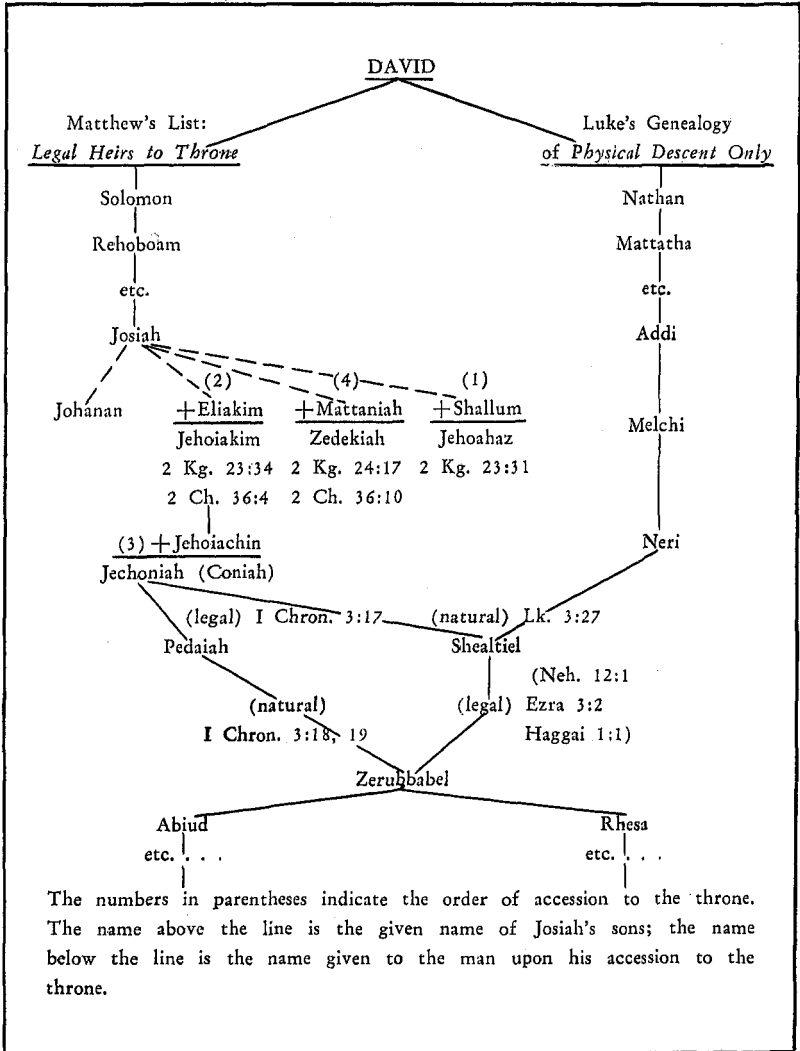 DAVID
Matthew's List: Luke's Genealogy
Legal Heirs to Throne of Physical Descent Only
Solomon Nathan
Rehoboam Mattatha
etc. etc.
Josiah Addi
(2) (4) (1)
Johanan +Eliakim +Mattaniah +Shallum Melchi
Jehoiakim Zedekiah Jehoahaz
2 Kg. 23:34 2 Kg. 24:17 2 Kg. 23:31
2 Ch. 36:4 2 Ch. 36:10
(3) +Jehoiachin Neri
Jechoniah (Coniah)
(legal) I Chron. 3:17 (natural) Lk. 3:27
Pedaiah Shealtiel
(Neh. 12:1
(natural) (legal) Ezra 3:2
I Chron. 3:18, 19 Haggai 1:1)
Zerubbabel
Abiud Rhesa
etc. . . . etc. . . .
The numbers in parentheses indicate the order of accession to the throne.
The name above the line is the given name of Josiah's sons; the name
below the line is the name given to the man upon his accession to the
throne.